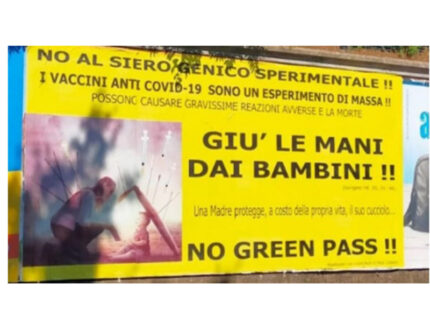 NO AL SIERO GENICO SPERIMENTALE !!
I VACCINI ANTI COVID-19 SONO UN ESPERIMENTO DI MASSA !!
POSSONO CAUSARE GRAVISSIME REAZIONI AVVERSE E LA MORTE
GIU' LE MANI
DAI BAMBINI !!
Una Madre protegge, a costo della propria vita, il suo cucciolo...
NO GREEN PASS !!
a